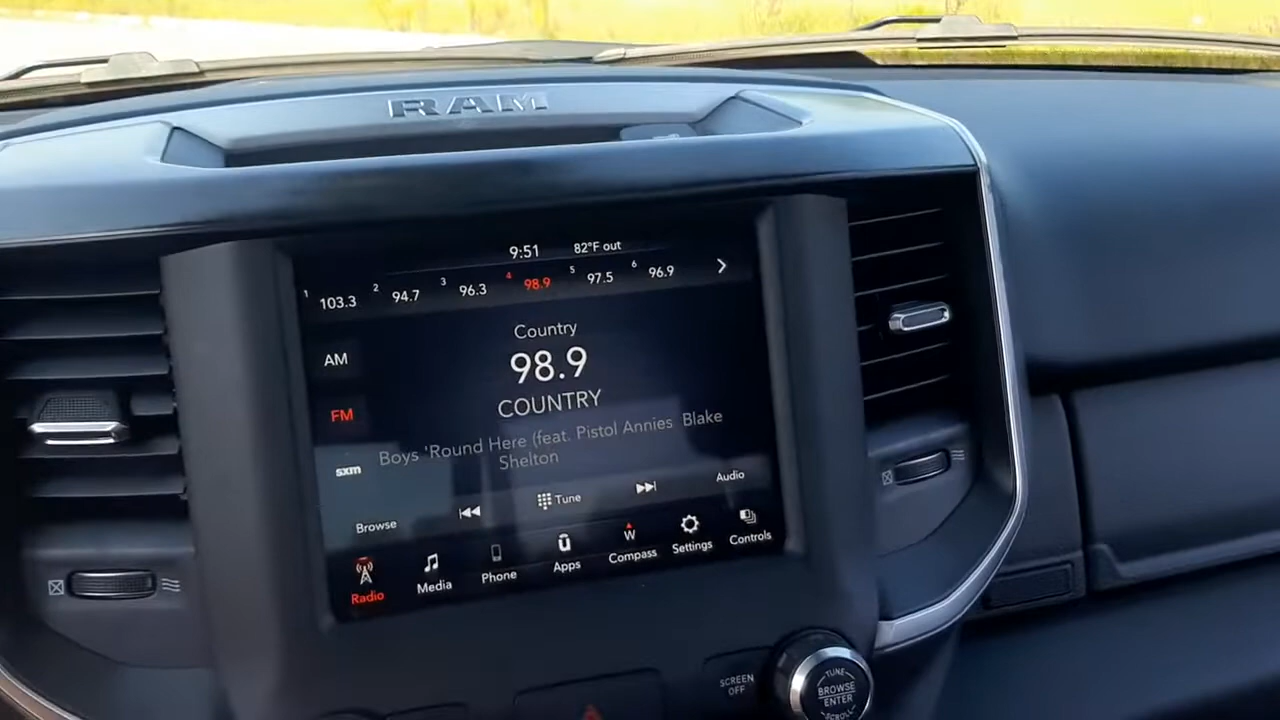 RAM
9:51 82°F out
1 103.3 2 94.7 3 96.3 4 98.9 5 97.5 6 96.9
Country
AM
98.9
COUNTRY
FM
Boys 'Round Here (feat. Pistol Annies Blake
Shelton
sxm
Browse Tune Audio
Radio Media Phone Apps W Compass Settings Controls
SCREEN
OFF
TUNE
BROWSE
ENTER
SCROLL